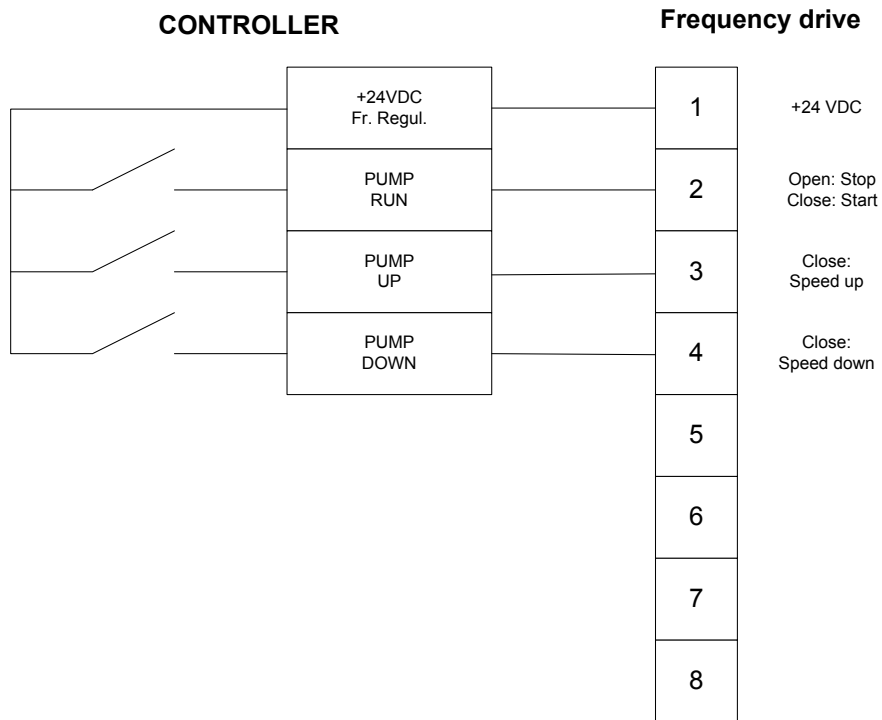 CONTROLLER
Frequency drive
+24VDC
Fr. Regul.
1
+24 VDC
PUMP
RUN
2
Open: Stop
Close: Start
PUMP
UP
3
Close:
Speed up
PUMP
DOWN
4
Close:
Speed down
5
6
7
8